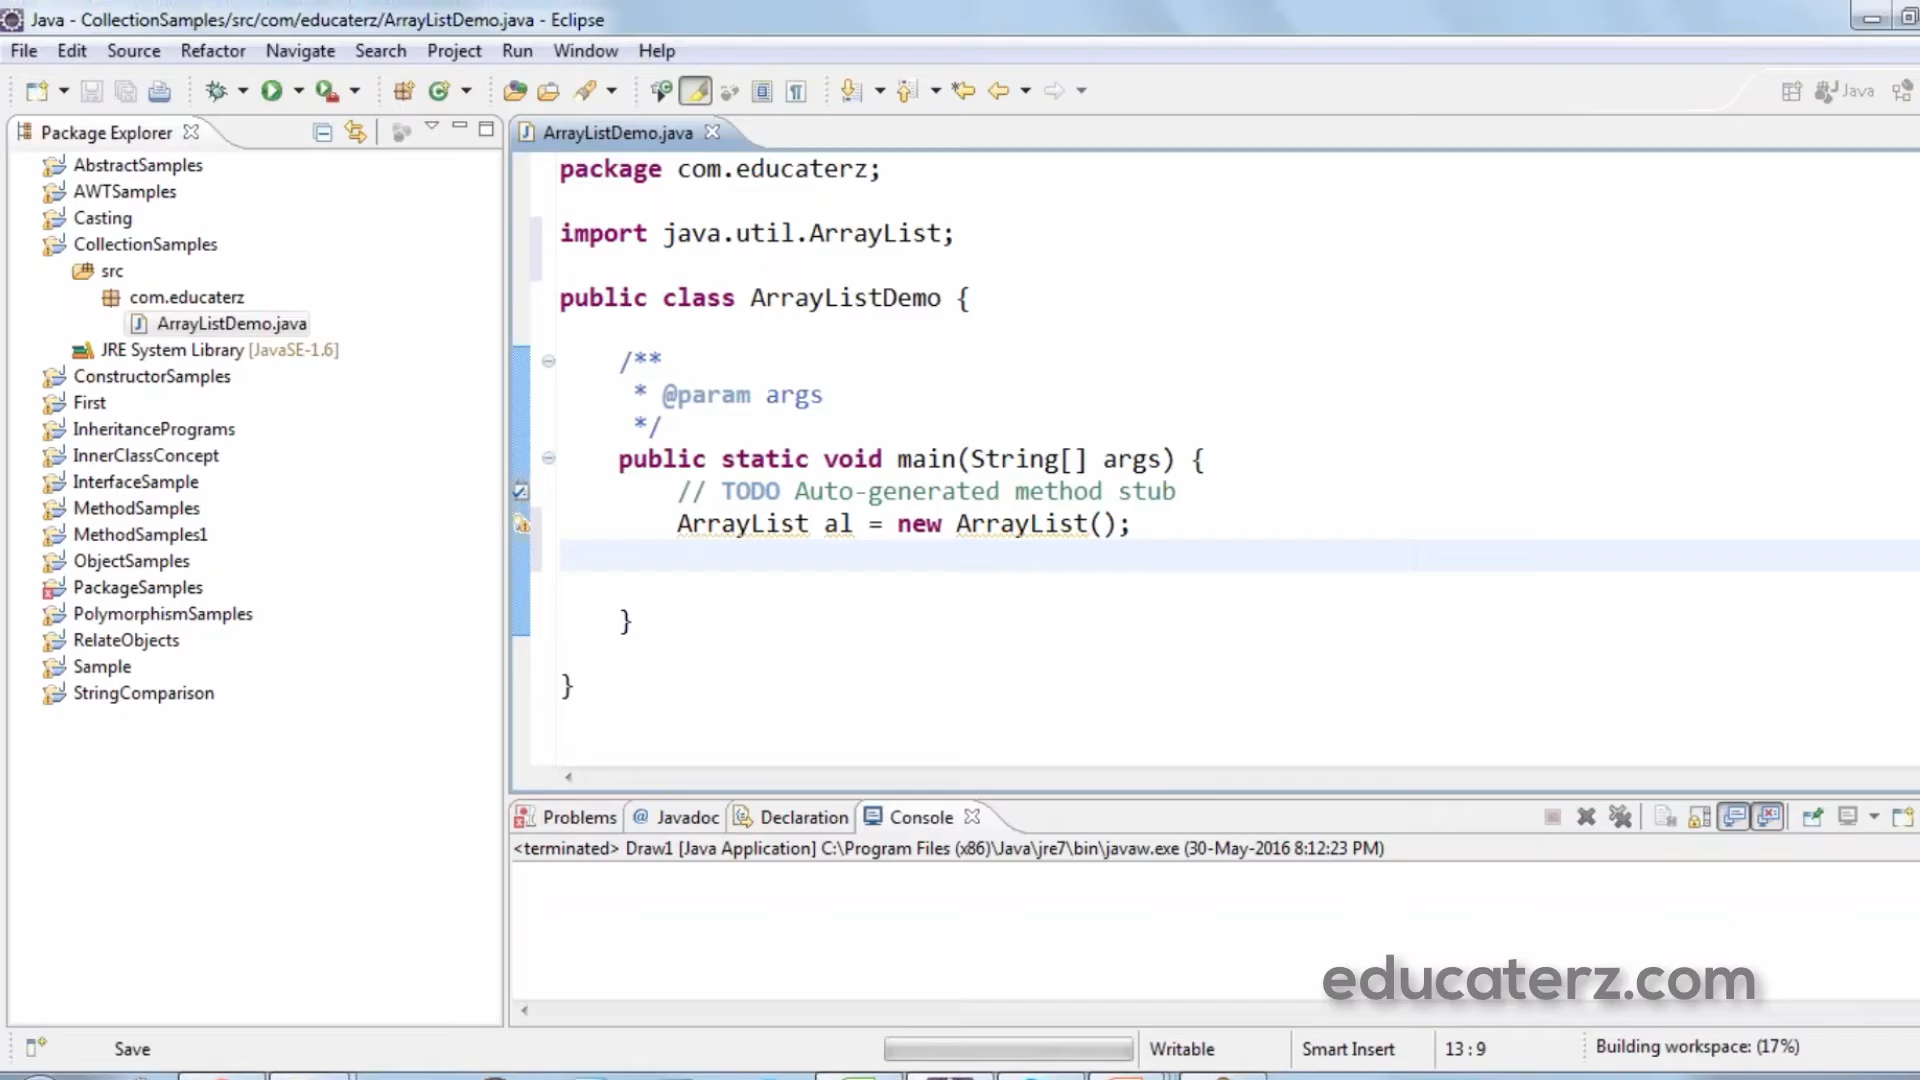 Java - CollectionSamples/src/com/educaterz/ArrayListDemo.java - Eclipse
File Edit Source Refactor Navigate Search Project Run Window Help
Java
Package Explorer
AbstractSamples
AWTSamples
Casting
CollectionSamples
src
com.educaterz
ArrayListDemo.java
JRE System Library [JavaSE-1.6]
ConstructorSamples
First
InheritancePrograms
InnerClassConcept
InterfaceSample
MethodSamples
MethodSamples1
ObjectSamples
PackageSamples
PolymorphismSamples
RelateObjects
Sample
StringComparison
ArrayListDemo.java
package com.educaterz;
import java.util.ArrayList;
public class ArrayListDemo {
/**
* @param args
*/
public static void main(String[] args) {
// TODO Auto-generated method stub
ArrayList al = new ArrayList();
}
}
Problems @ Javadoc Declaration Console
<terminated> Draw1 [Java Application] C:\Program Files (x86)\Java\jre7\bin\javaw.exe (30-May-2016 8:12:23 PM)
educaterz.com
Save Writable Smart Insert 13 : 9 Building workspace: (17%)